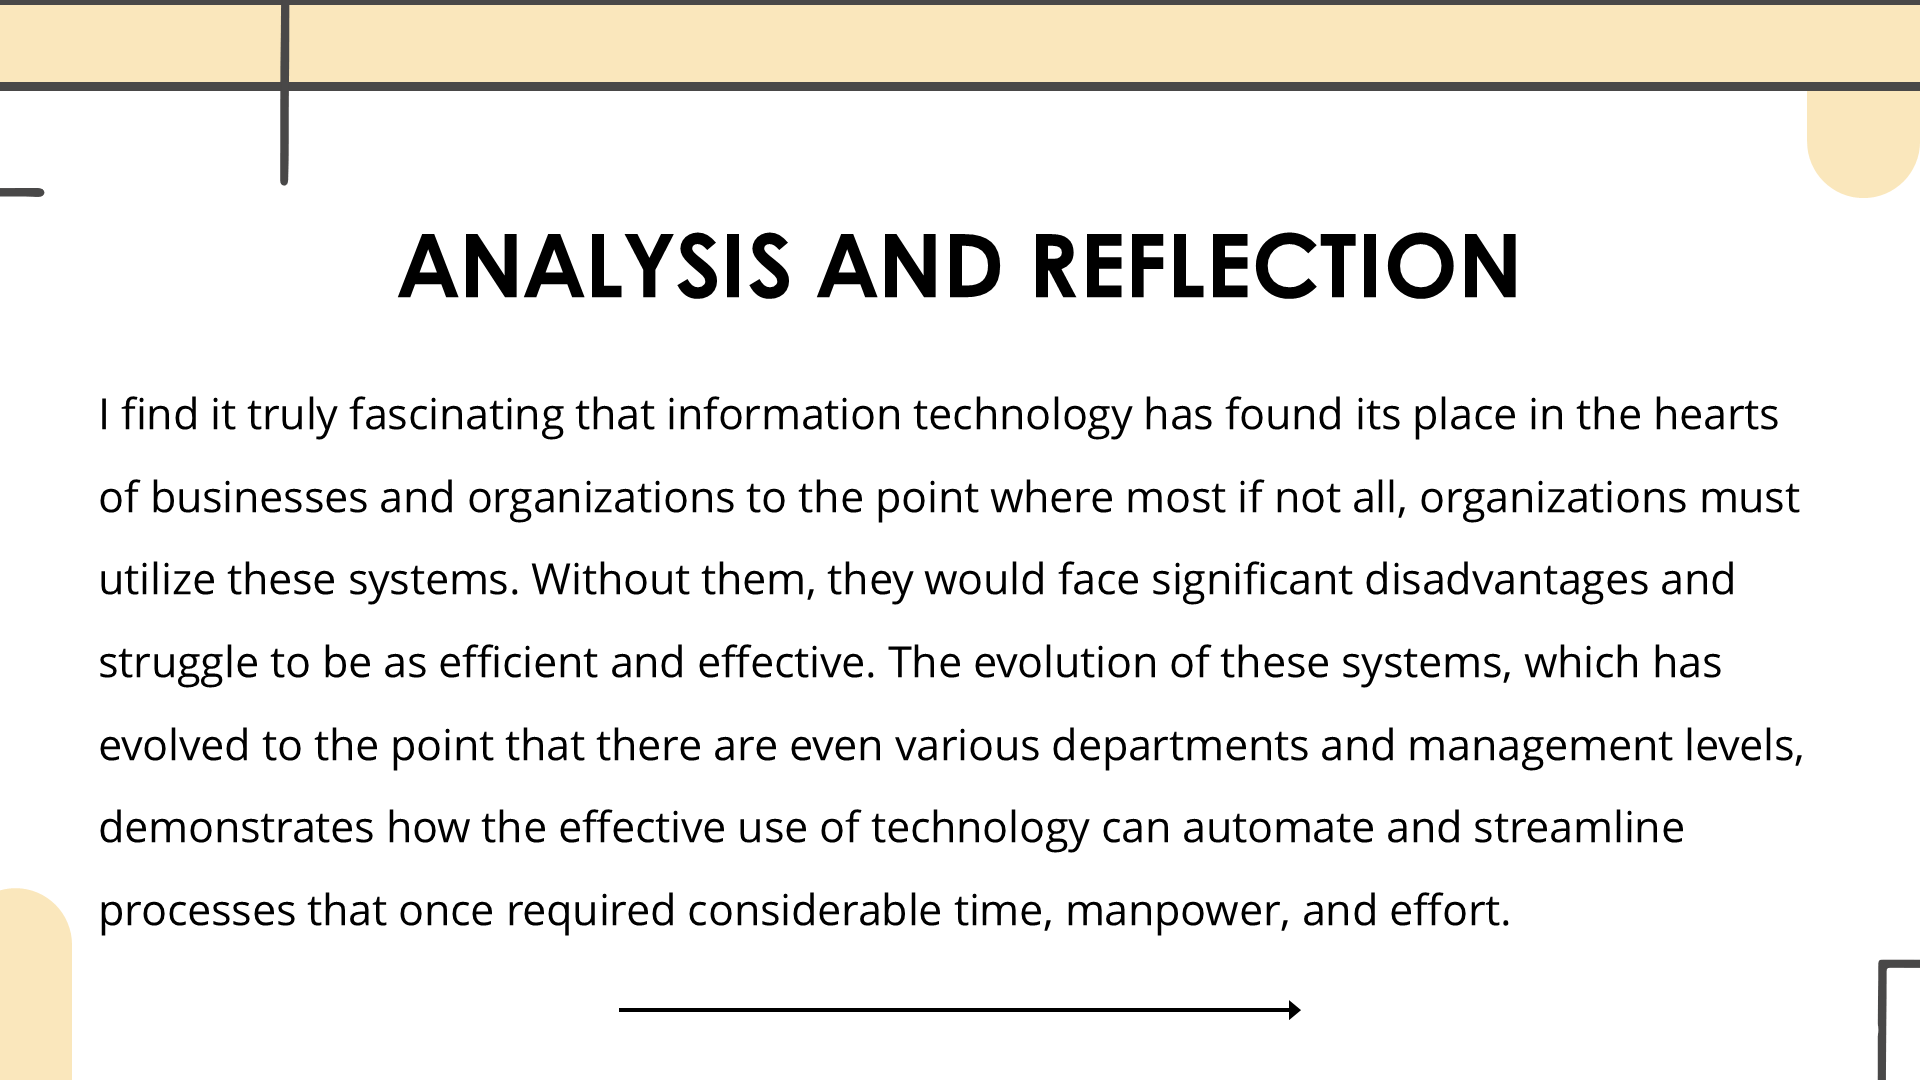 ANALYSIS AND REFLECTION
I find it truly fascinating that information technology has found its place in the hearts
of businesses and organizations to the point where most if not all, organizations must
utilize these systems. Without them, they would face significant disadvantages and
struggle to be as efficient and effective. The evolution of these systems, which has
evolved to the point that there are even various departments and management levels,
demonstrates how the effective use of technology can automate and streamline
processes that once required considerable time, manpower, and effort.